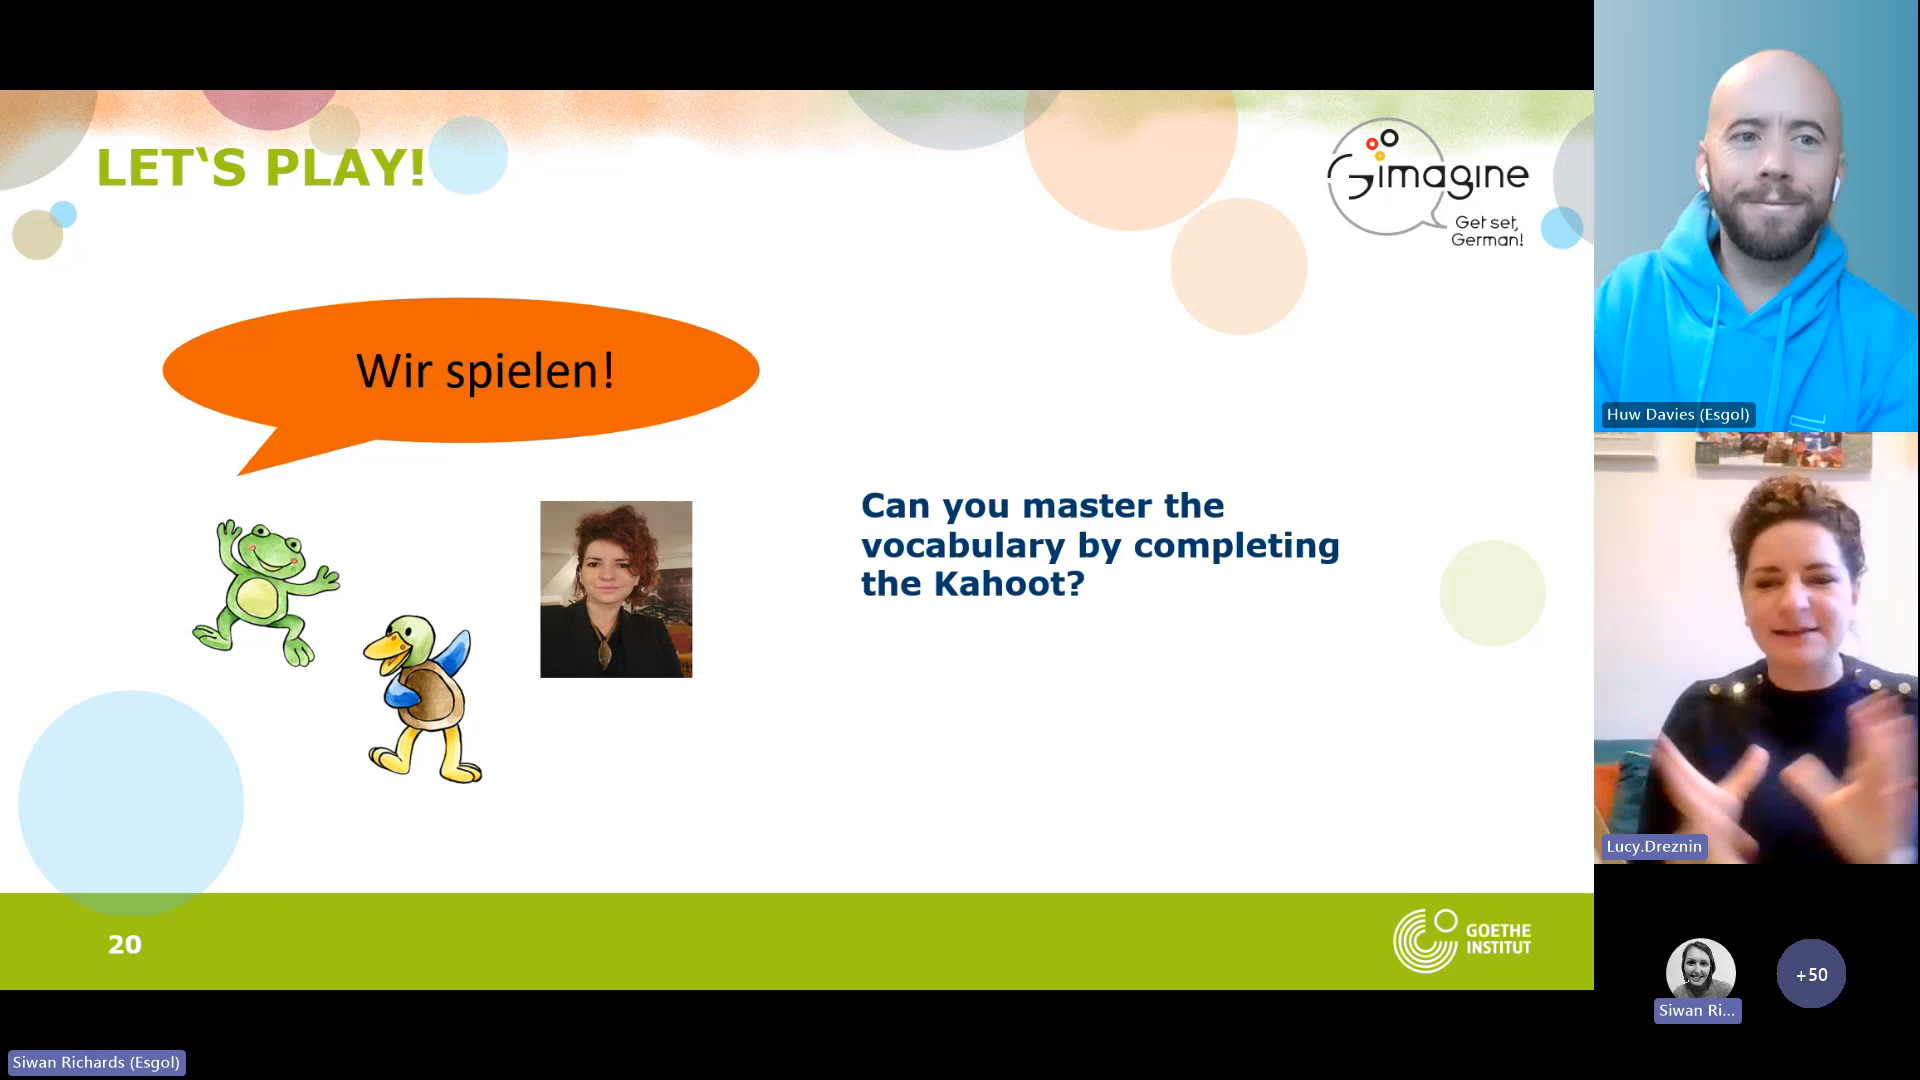 LET‘S PLAY!
Gimagine
Get set,
German!
Wir spielen!
Can you master the
vocabulary by completing
the Kahoot?
20
GOETHE
INSTITUT
Huw Davies (Esgol)
Lucy.Dreznin
Siwan Ri...
+50
Siwan Richards (Esgol)